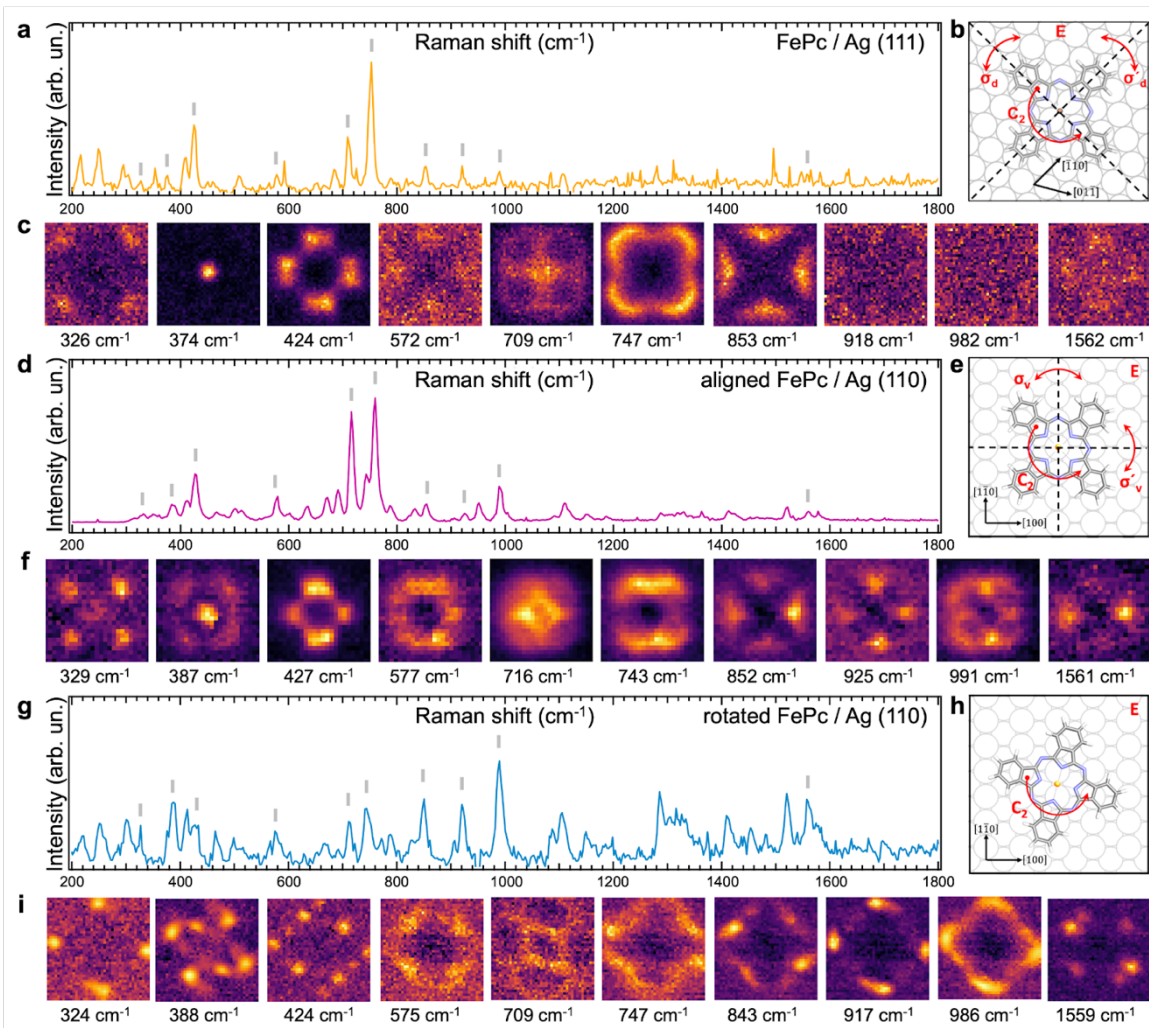 a
Raman shift (cm⁻¹)
FePc / Ag (111)
Intensity (arb. un.)
200 400 600 800 1000 1200 1400 1600 1800
b
E
σd
σ´d
C2
[1̅10]
[011̅]
c
326 cm⁻¹ 374 cm⁻¹ 424 cm⁻¹ 572 cm⁻¹ 709 cm⁻¹ 747 cm⁻¹ 853 cm⁻¹ 918 cm⁻¹ 982 cm⁻¹ 1562 cm⁻¹
d
Raman shift (cm⁻¹)
aligned FePc / Ag (110)
Intensity (arb. un.)
200 400 600 800 1000 1200 1400 1600 1800
e
E
σv
C2
σ´v
[11̅0]
[100]
f
329 cm⁻¹ 387 cm⁻¹ 427 cm⁻¹ 577 cm⁻¹ 716 cm⁻¹ 743 cm⁻¹ 852 cm⁻¹ 925 cm⁻¹ 991 cm⁻¹ 1561 cm⁻¹
g
Raman shift (cm⁻¹)
rotated FePc / Ag (110)
Intensity (arb. un.)
200 400 600 800 1000 1200 1400 1600 1800
h
E
C2
[11̅0]
[100]
i
324 cm⁻¹ 388 cm⁻¹ 424 cm⁻¹ 575 cm⁻¹ 709 cm⁻¹ 747 cm⁻¹ 843 cm⁻¹ 917 cm⁻¹ 986 cm⁻¹ 1559 cm⁻¹